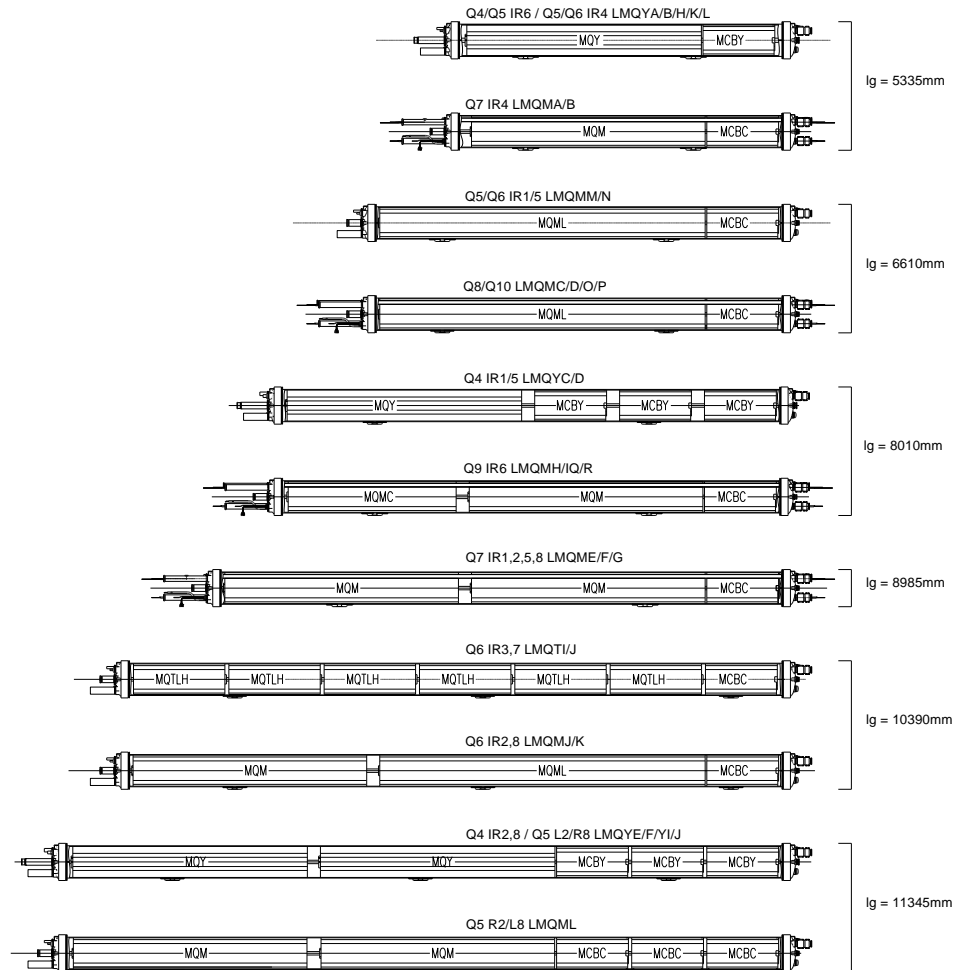 Q4/Q5 IR6 / Q5/Q6 IR4 LMQYA/B/H/K/L
MQY MCBY
lg = 5335mm
Q7 IR4 LMQMA/B
MQM MCBC
Q5/Q6 IR1/5 LMQMM/N
MQML MCBC
lg = 6610mm
Q8/Q10 LMQMC/D/O/P
MQML MCBC
Q4 IR1/5 LMQYC/D
MQY MCBY MCBY MCBY
lg = 8010mm
Q9 IR6 LMQMH/IQ/R
MQMC MQM MCBC
Q7 IR1,2,5,8 LMQME/F/G
MQM MQM MCBC
lg = 8985mm
Q6 IR3,7 LMQTI/J
MQTLH MQTLH MQTLH MQTLH MQTLH MQTLH MCBC
lg = 10390mm
Q6 IR2,8 LMQMJ/K
MQM MQML MCBC
Q4 IR2,8 / Q5 L2/R8 LMQYE/F/YI/J
MQY MQY MCBY MCBY MCBY
lg = 11345mm
Q5 R2/L8 LMQML
MQM MQM MCBC MCBC MCBC